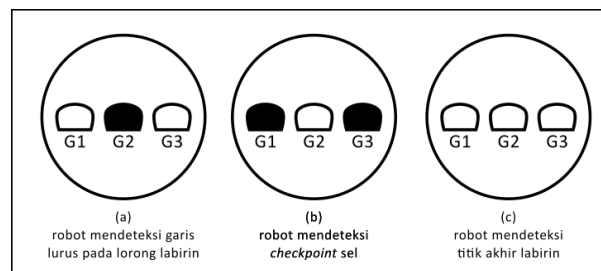 G1 G2 G3
G1 G2 G3
G1 G2 G3
(a)
robot mendeteksi garis
lurus pada lorong labirin
(b)
robot mendeteksi
checkpoint sel
(c)
robot mendeteksi
titik akhir labirin